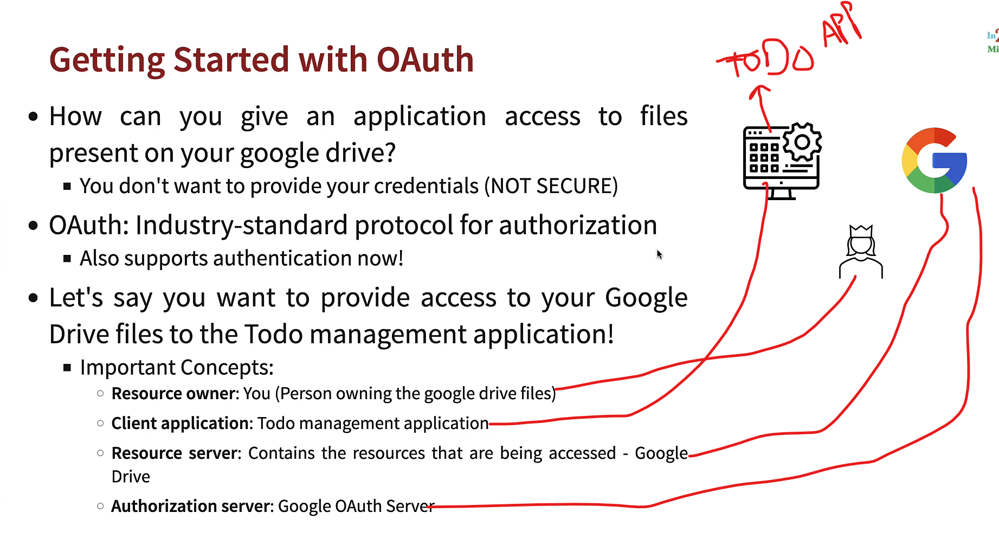 Getting Started with OAuth
How can you give an application access to files
present on your google drive?
You don't want to provide your credentials (NOT SECURE)
OAuth: Industry-standard protocol for authorization
Also supports authentication now!
Let's say you want to provide access to your Google
Drive files to the Todo management application!
Important Concepts:
Resource owner: You (Person owning the google drive files)
Client application: Todo management application
Resource server: Contains the resources that are being accessed - Google
Drive
Authorization server: Google OAuth Server
toDo APP
In
Mi